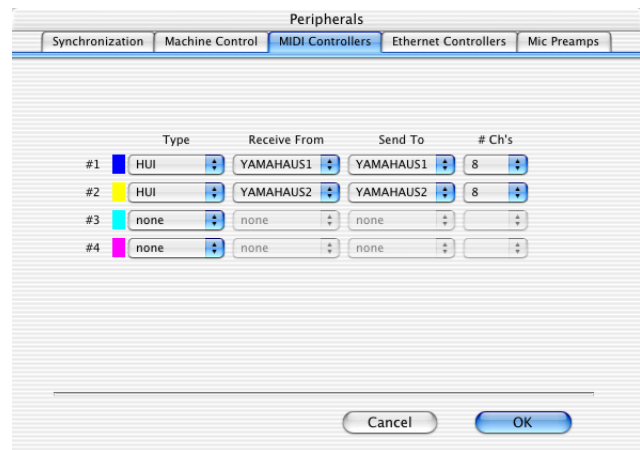 Peripherals
Synchronization Machine Control MIDI Controllers Ethernet Controllers Mic Preamps
Type Receive From Send To # Ch's
#1 HUI YAMAHAUS1 YAMAHAUS1 8
#2 HUI YAMAHAUS2 YAMAHAUS2 8
#3 none none none
#4 none none none
Cancel OK